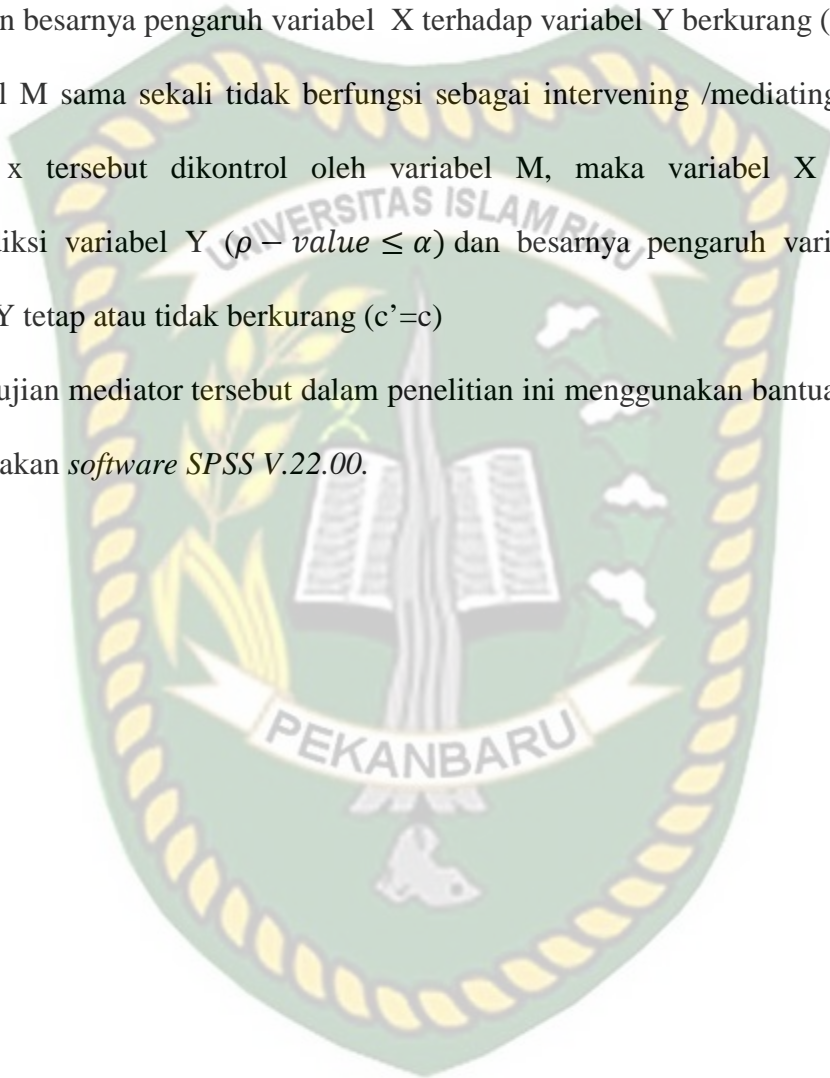 n besarnya pengaruh variabel X terhadap variabel Y berkurang (
l M sama sekali tidak berfungsi sebagai intervening /mediating
x tersebut dikontrol oleh variabel M, maka variabel X
UNIVERSITAS ISLAM RIAU
iksi variabel Y (ρ − value ≤ α) dan besarnya pengaruh vari
Y tetap atau tidak berkurang (c’=c)
ujian mediator tersebut dalam penelitian ini menggunakan bantua
akan software SPSS V.22.00.
PEKANBARU